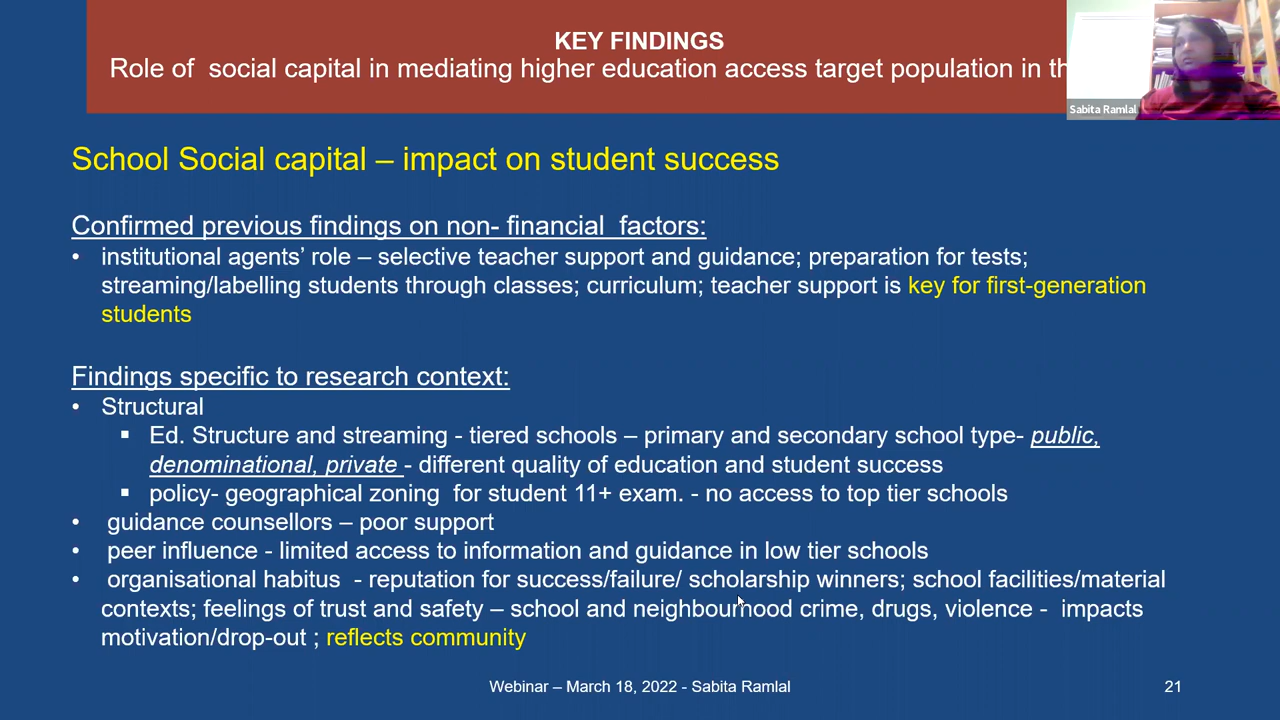 KEY FINDINGS
Role of social capital in mediating higher education access target population in th
Sabita Ramlal
School Social capital – impact on student success
Confirmed previous findings on non- financial factors:
• institutional agents’ role – selective teacher support and guidance; preparation for tests;
streaming/labelling students through classes; curriculum; teacher support is key for first-generation
students
Findings specific to research context:
• Structural
▪ Ed. Structure and streaming - tiered schools – primary and secondary school type- public,
denominational, private - different quality of education and student success
▪ policy- geographical zoning for student 11+ exam. - no access to top tier schools
• guidance counsellors – poor support
• peer influence - limited access to information and guidance in low tier schools
• organisational habitus - reputation for success/failure/ scholarship winners; school facilities/material
contexts; feelings of trust and safety – school and neighbourhood crime, drugs, violence - impacts
motivation/drop-out ; reflects community
Webinar – March 18, 2022 - Sabita Ramlal
21